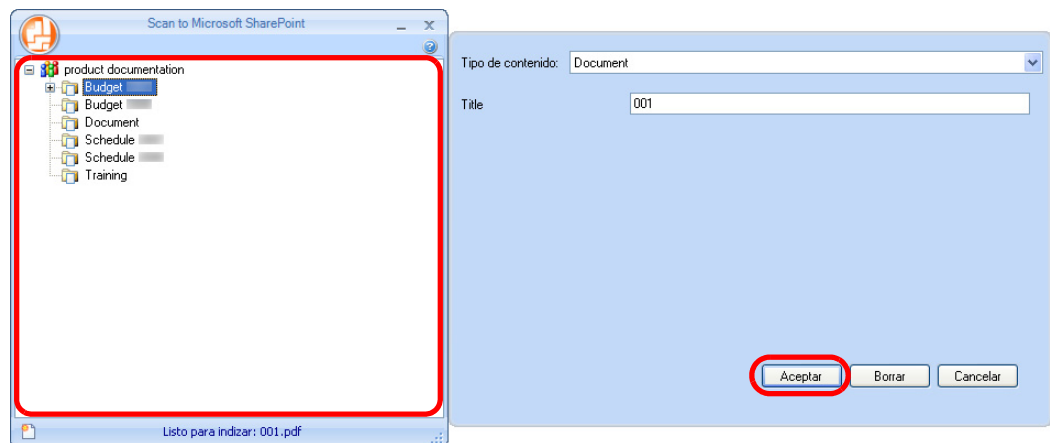 Scan to Microsoft SharePoint
product documentation
Budget
Budget
Document
Schedule
Schedule
Training
Listo para indizar: 001.pdf
Tipo de contenido: Document
Title 001
Aceptar Borrar Cancelar